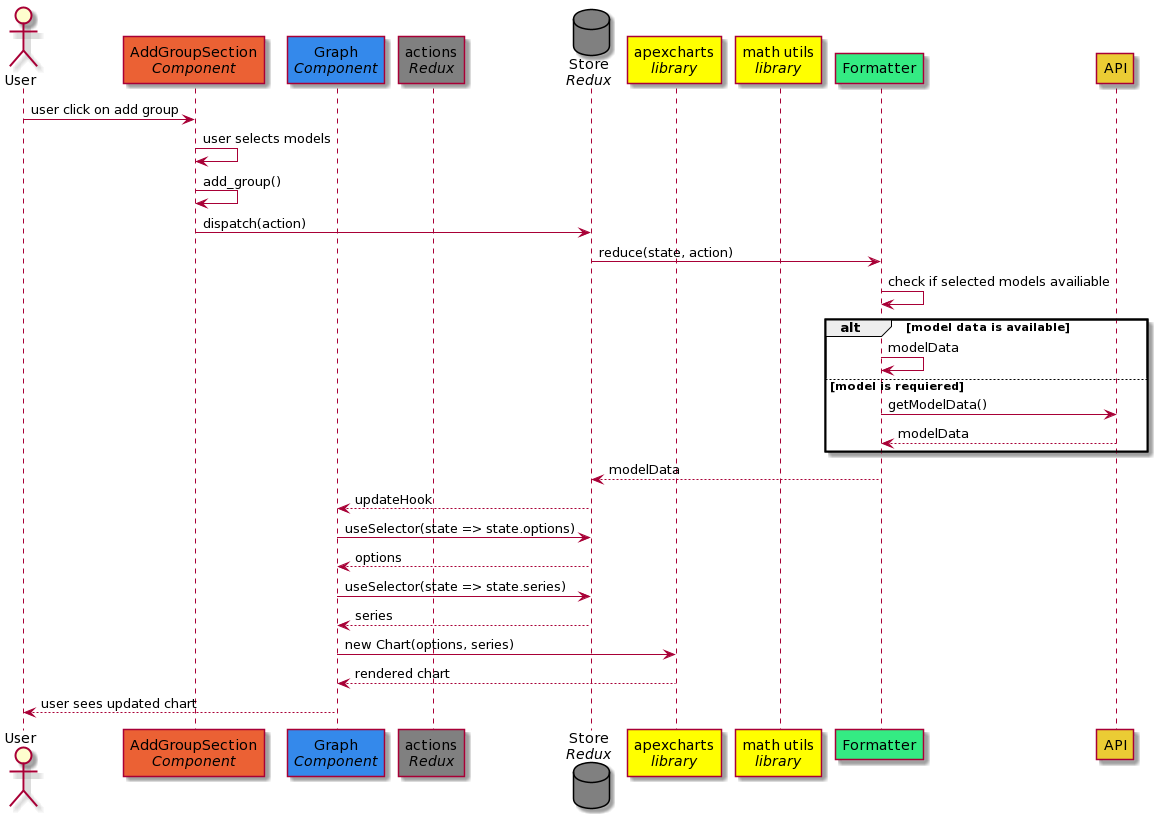 User
AddGroupSection
Component
Graph
Component
actions
Redux
Store
Redux
apexcharts
library
math utils
library
Formatter
API
user click on add group
user selects models
add_group()
dispatch(action)
reduce(state, action)
check if selected models availiable
alt [model data is available]
modelData
[model is requiered]
getModelData()
modelData
modelData
updateHook
useSelector(state => state.options)
options
useSelector(state => state.series)
series
new Chart(options, series)
rendered chart
user sees updated chart
User
AddGroupSection
Component
Graph
Component
actions
Redux
Store
Redux
apexcharts
library
math utils
library
Formatter
API